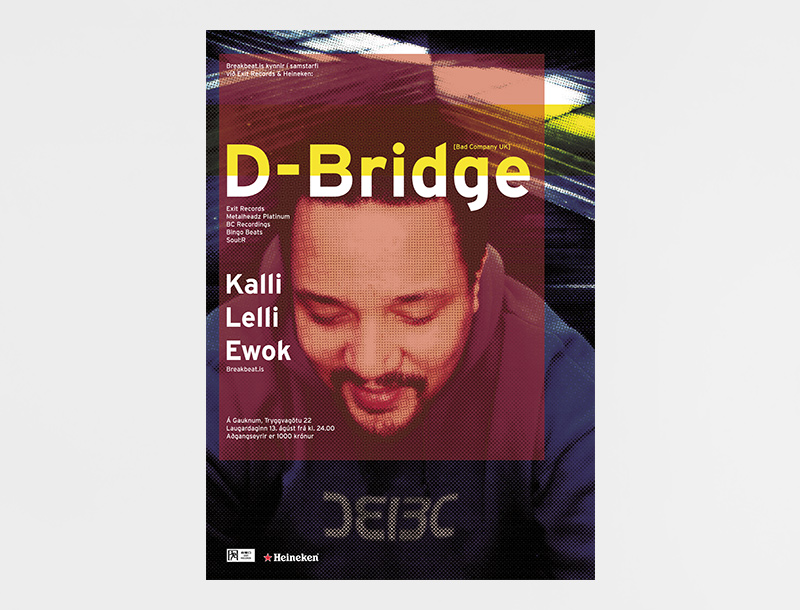 Breakbeat.is kynnir í samstarfi
við Exit Records & Heineken:
(Bad Company UK)
D-Bridge
Exit Records
Metalheadz Platinum
BC Recordings
Bingo Beats
Soul:R
Kalli
Lelli
Ewok
Breakbeat.is
Á Gauknum, Tryggvagötu 22
Laugardaginn 13. ágúst frá kl. 24.00
Aðgangseyrir er 1000 krónur
Heineken